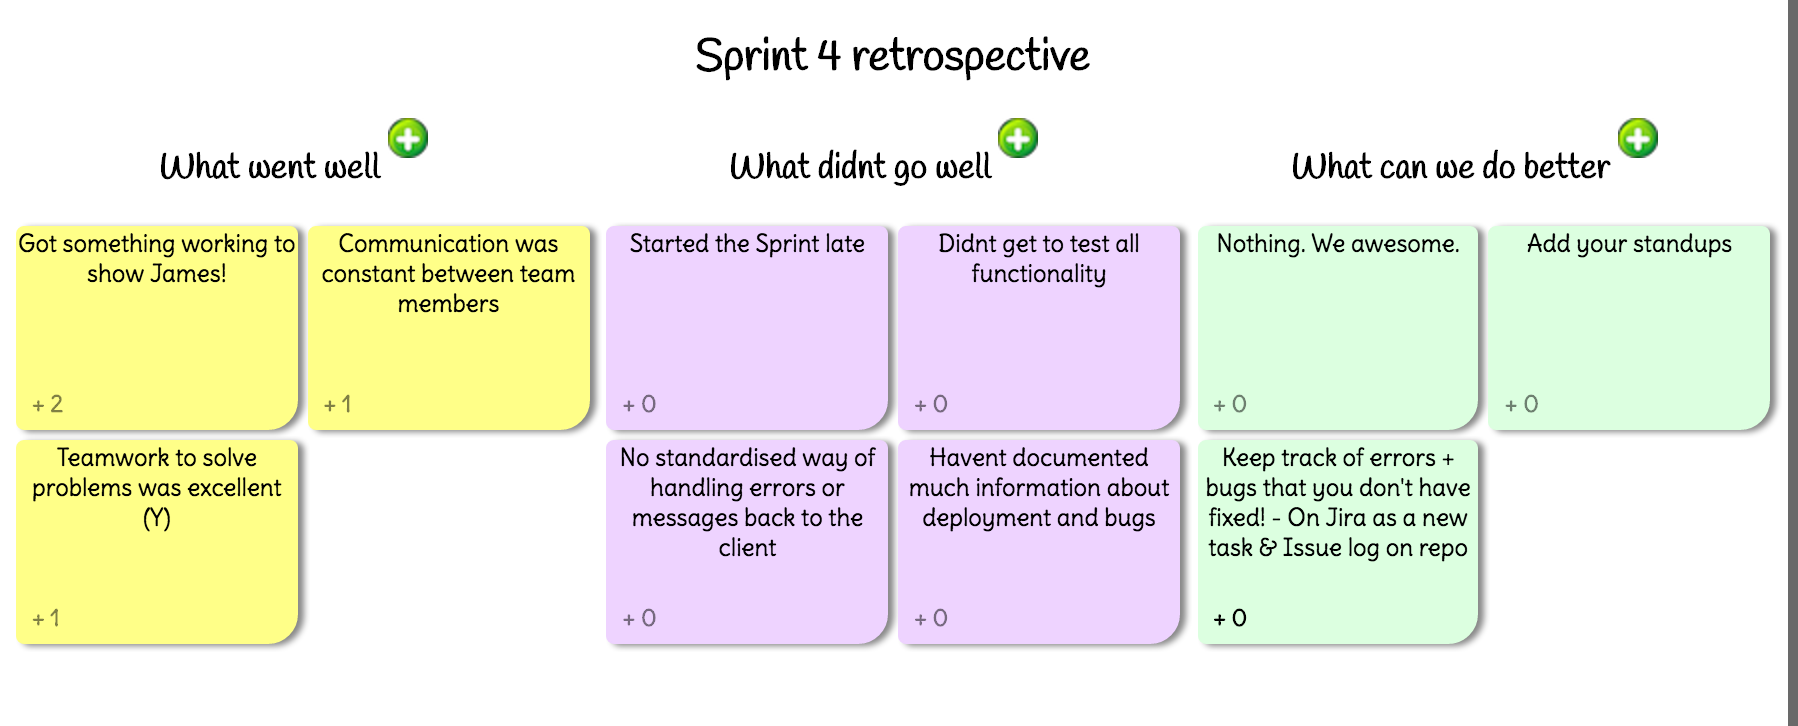 Sprint 4 retrospective
What went well
What didnt go well
What can we do better
Got something working to
show James!
+ 2
Communication was
constant between team
members
+ 1
Started the Sprint late
+ 0
Didnt get to test all
functionality
+ 0
Nothing. We awesome.
+ 0
Add your standups
+ 0
Teamwork to solve
problems was excellent
(Y)
+ 1
No standardised way of
handling errors or
messages back to the
client
+ 0
Havent documented
much information about
deployment and bugs
+ 0
Keep track of errors +
bugs that you don't have
fixed! - On Jira as a new
task & Issue log on repo
+ 0